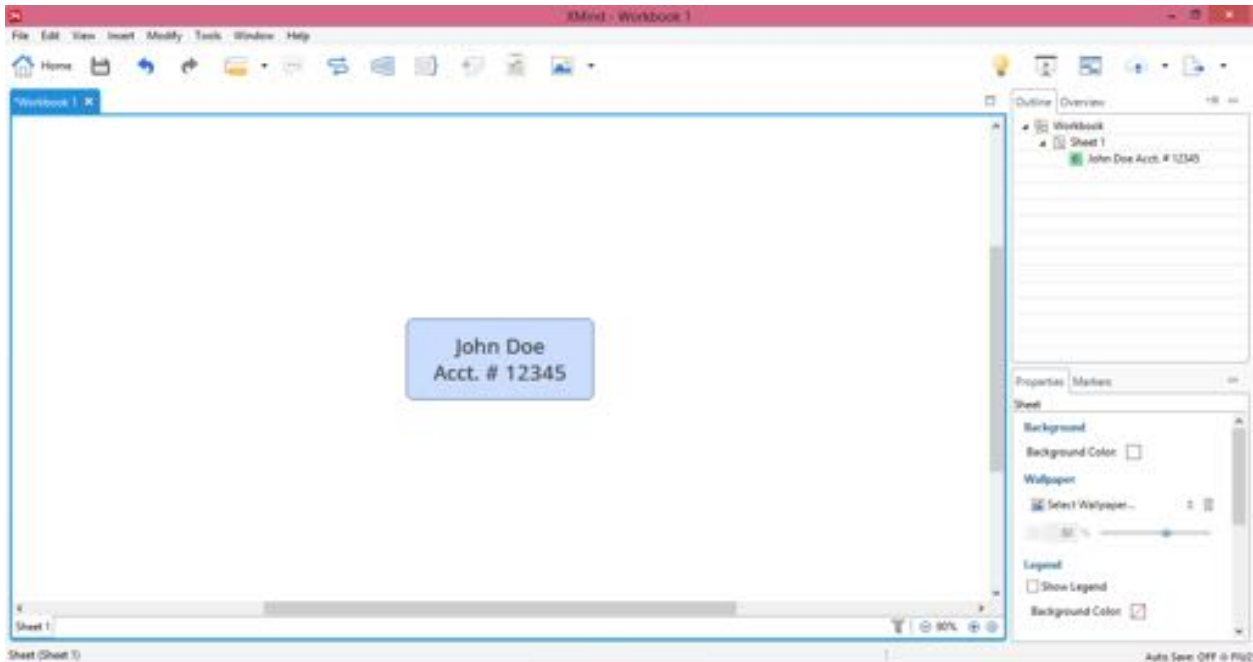 XMind - Workbook 1
File Edit View Insert Modify Tools Window Help
Home
*Workbook 1
Outline Overview
Workbook
Sheet 1
John Doe Acct. # 12345
John Doe
Acct. # 12345
Properties Markers
Sheet
Background
Background Color:
Wallpaper
Select Wallpaper...
Legend
Show Legend
Background Color:
Sheet 1
90%
Sheet (Sheet 1)
Auto Save: OFF